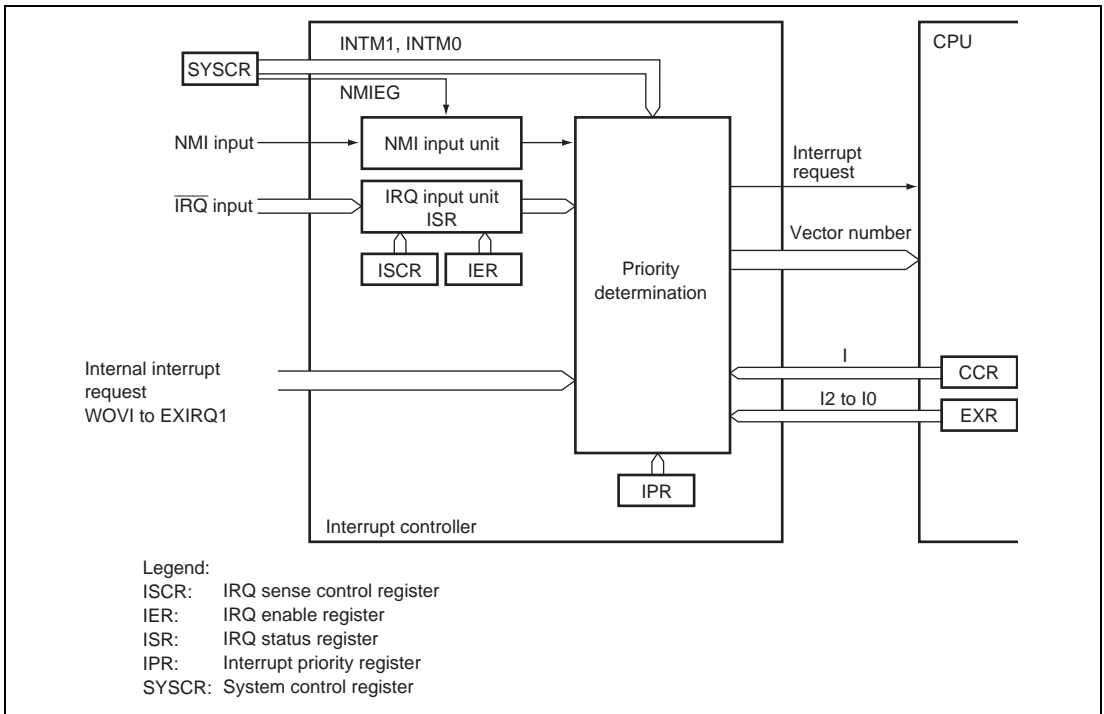 INTM1, INTM0
CPU
SYSCR
NMIEG
NMI input
NMI input unit
Interrupt
request
IRQ input
IRQ input unit
ISR
Vector number
ISCR
IER
Priority
determination
Internal interrupt
request
WOVI to EXIRQ1
I
CCR
I2 to I0
EXR
IPR
Interrupt controller
Legend:
ISCR: IRQ sense control register
IER: IRQ enable register
ISR: IRQ status register
IPR: Interrupt priority register
SYSCR: System control register